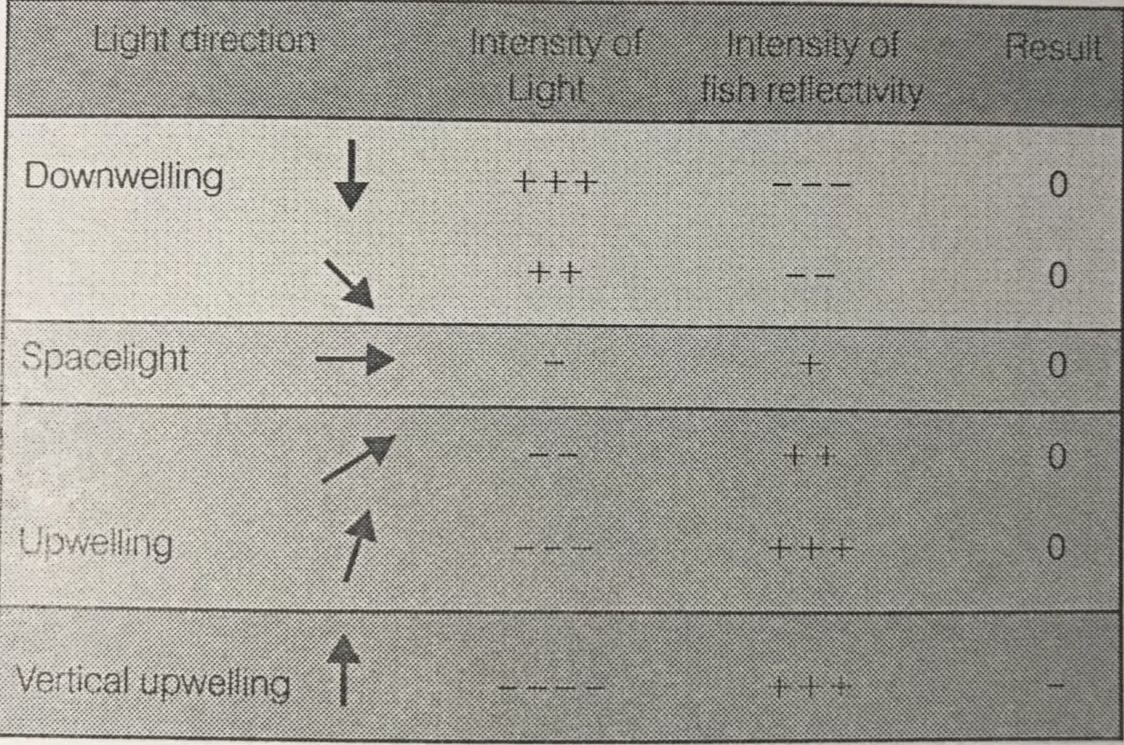 Light direction Intensity of Light Intensity of fish reflectivity Result
Downwelling +++ --- 0
++ -- 0
Spacelight - + 0
-- ++ 0
Upwelling --- +++ 0
Vertical upwelling ---- +++ -